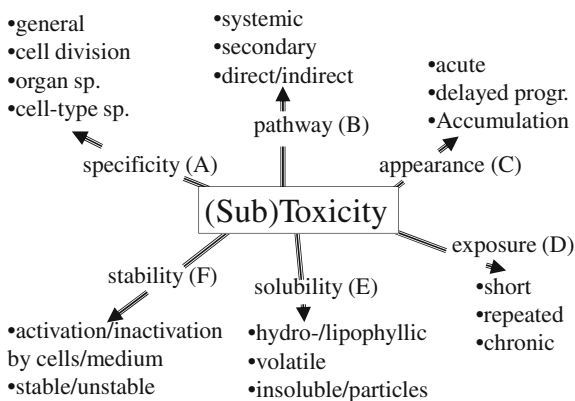 •general
•cell division
•organ sp.
•cell-type sp.
specificity (A)
•systemic
•secondary
•direct/indirect
pathway (B)
•acute
•delayed progr.
•Accumulation
appearance (C)
(Sub)Toxicity
exposure (D)
•short
•repeated
•chronic
solubility (E)
•hydro-/lipophyllic
•volatile
•insoluble/particles
stability (F)
•activation/inactivation
by cells/medium
•stable/unstable